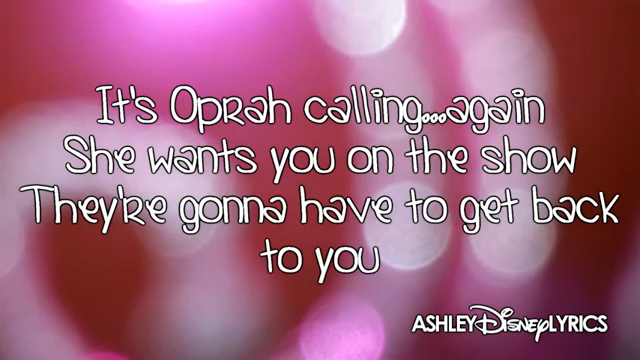 It's Oprah calling...again
She wants you on the show
They're gonna have to get back
to you
ASHLEYDISNEYLYRICS